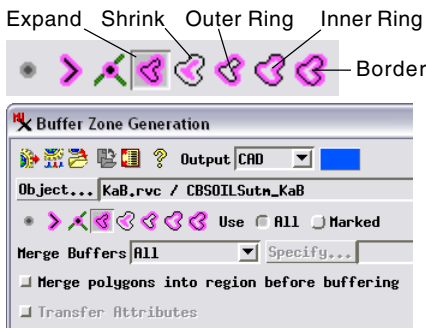 Expand Shrink Outer Ring Inner Ring
Border
Buffer Zone Generation
Output CAD
Object... KaB.rvc / CBSOILSutm_KaB
Use All Marked
Merge Buffers All Specify...
Merge polygons into region before buffering
Transfer Attributes